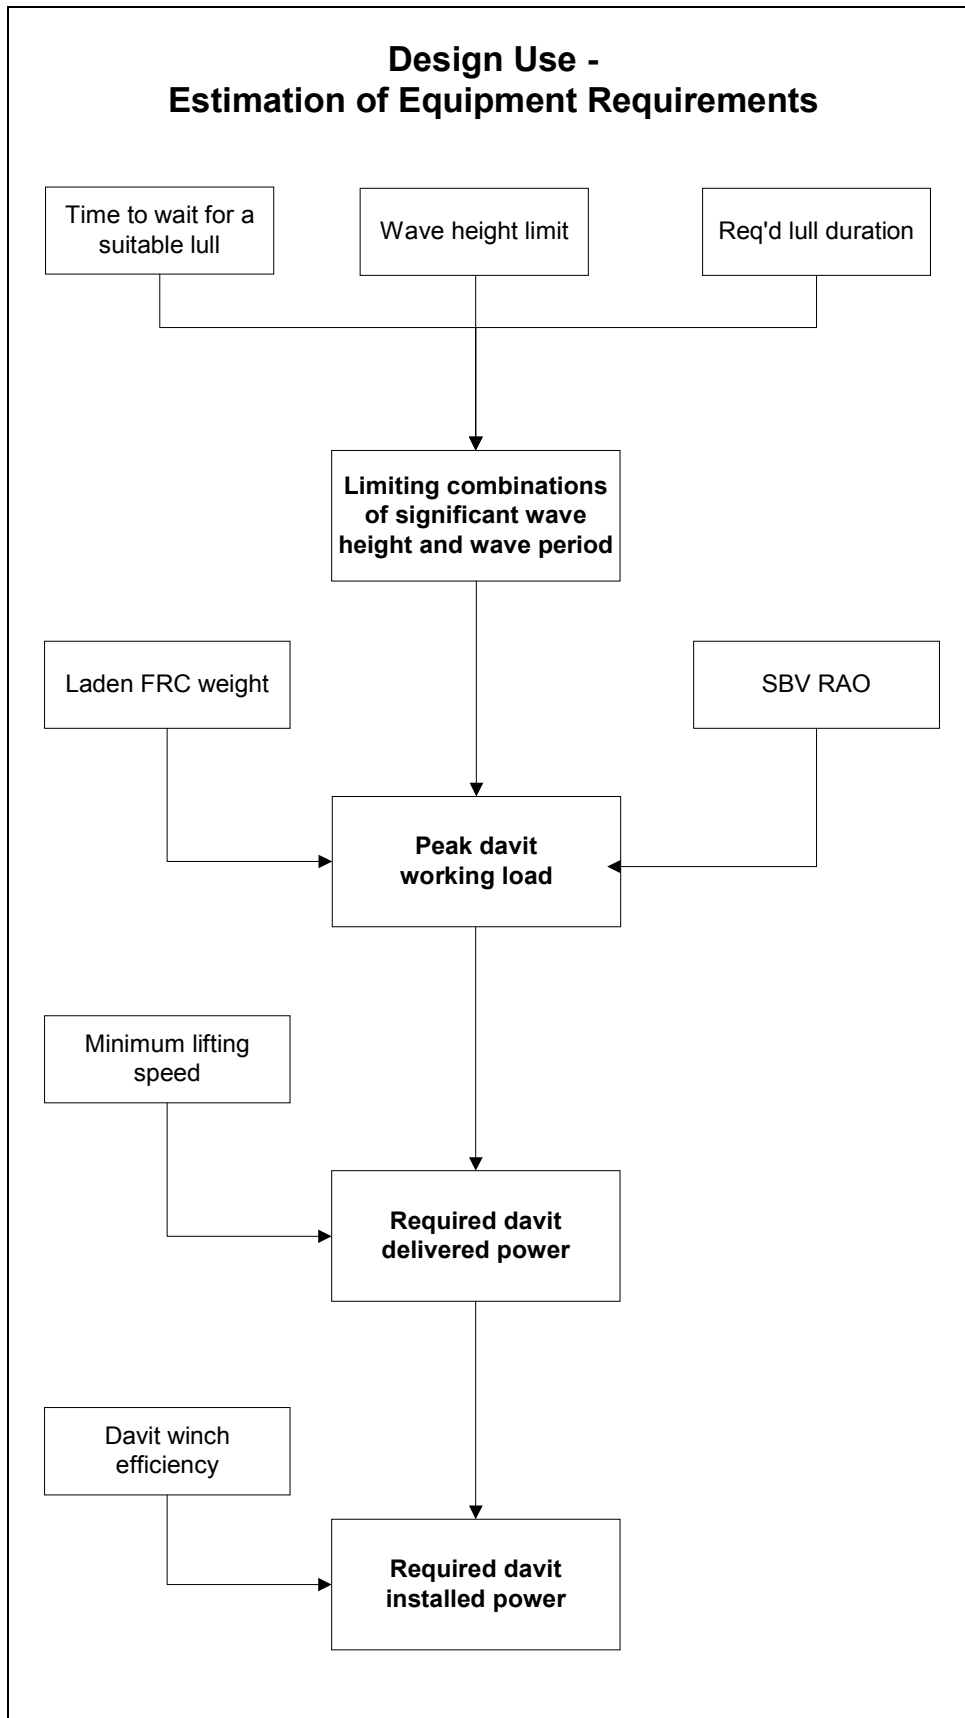 Design Use -
Estimation of Equipment Requirements
Time to wait for a
suitable lull
Wave height limit
Req'd lull duration
Limiting combinations
of significant wave
height and wave period
Laden FRC weight
SBV RAO
Peak davit
working load
Minimum lifting
speed
Required davit
delivered power
Davit winch
efficiency
Required davit
installed power